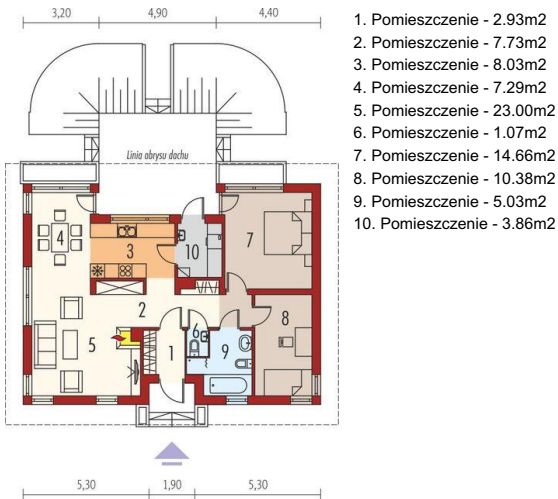 3,20 4,90 4,40
1. Pomieszczenie - 2.93m2
2. Pomieszczenie - 7.73m2
3. Pomieszczenie - 8.03m2
4. Pomieszczenie - 7.29m2
5. Pomieszczenie - 23.00m2
6. Pomieszczenie - 1.07m2
7. Pomieszczenie - 14.66m2
8. Pomieszczenie - 10.38m2
9. Pomieszczenie - 5.03m2
10. Pomieszczenie - 3.86m2
Linia obrysu dachu
4 3 10 7
2
6 8
5 1 9
5,30 1,90 5,30